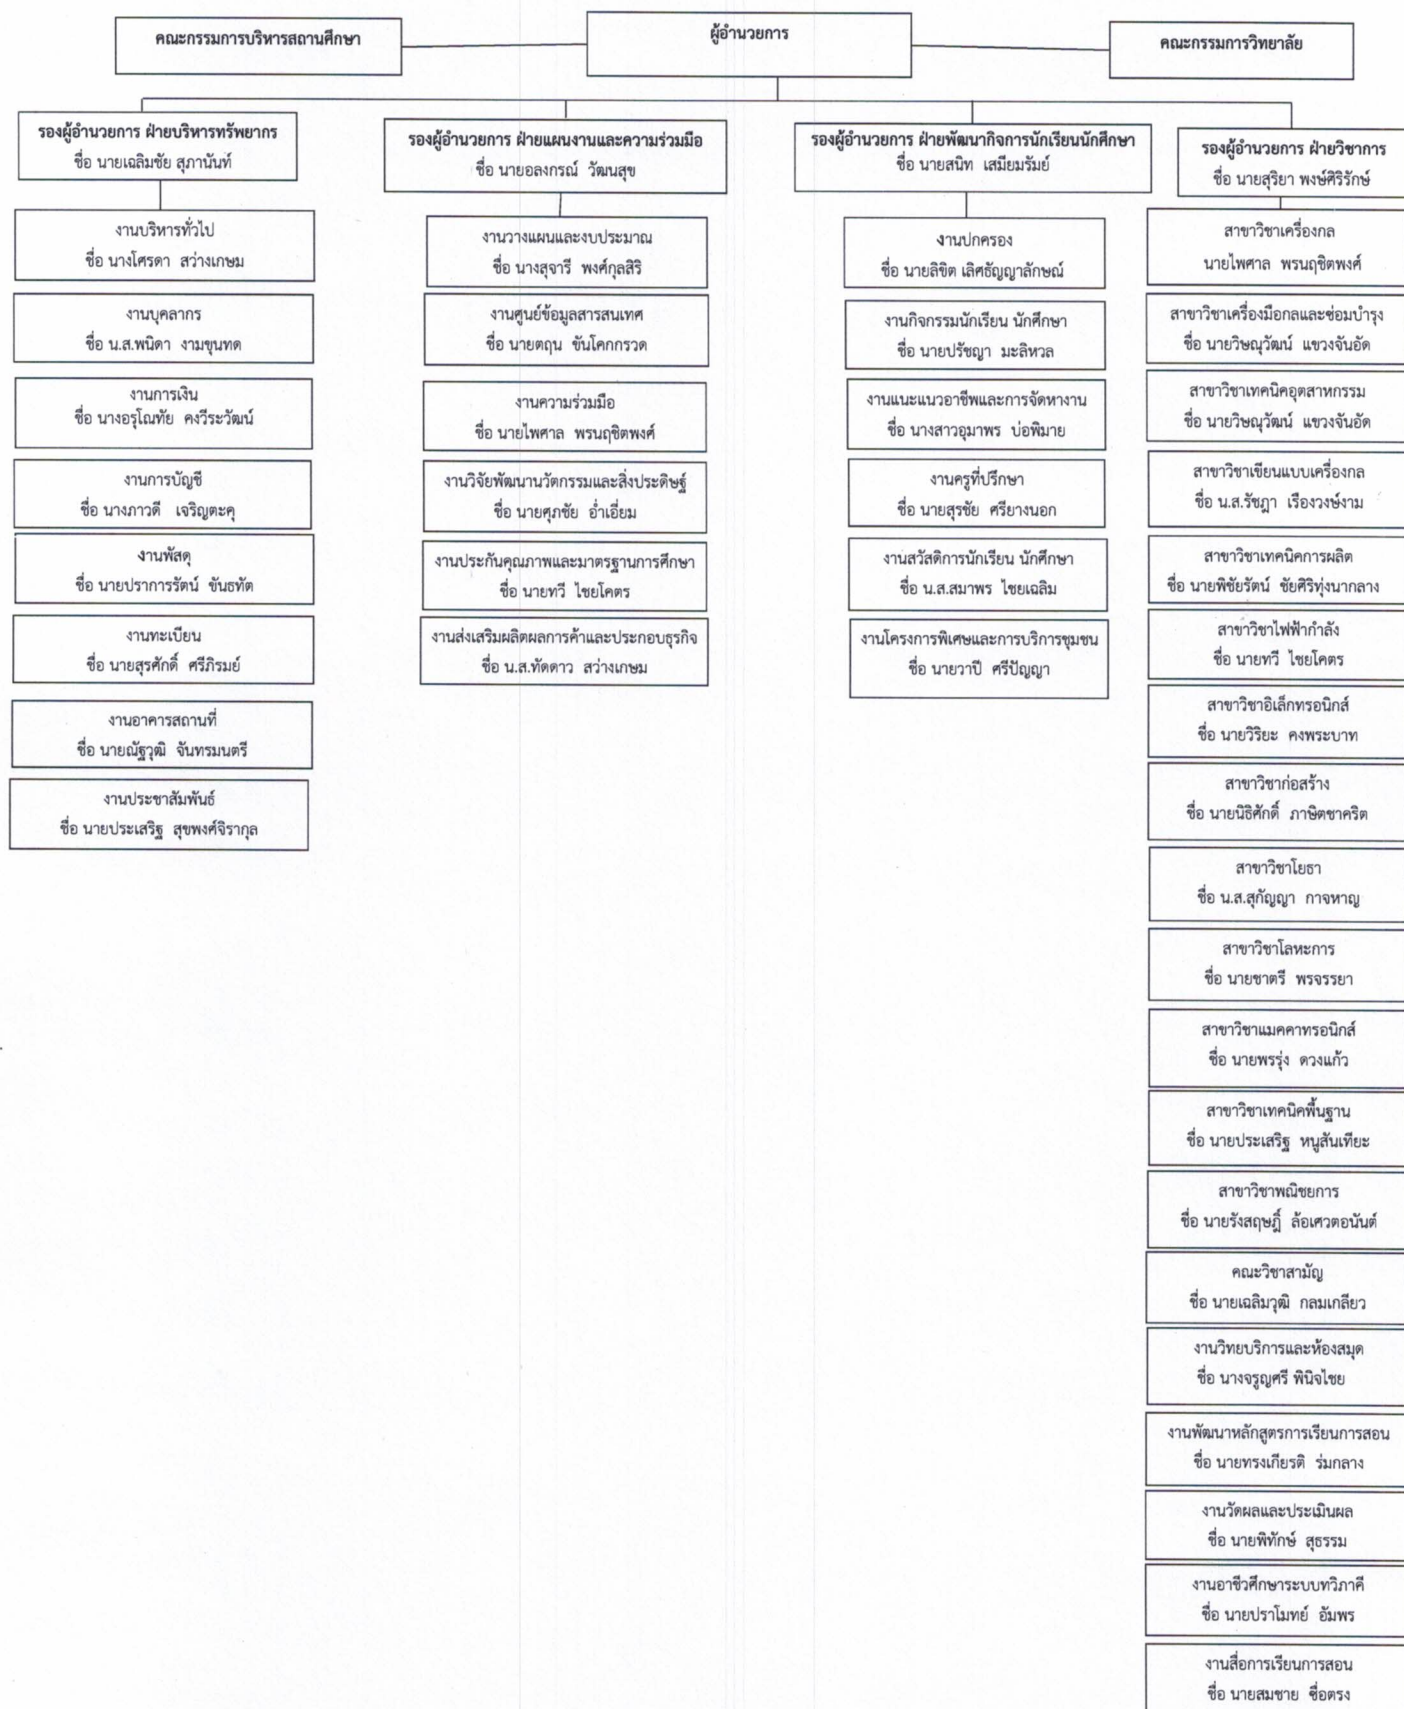 คณะกรรมการบริหารสถานศึกษา
ผู้อำนวยการ
คณะกรรมการวิทยาลัย
รองผู้อำนวยการ ฝ่ายบริหารทรัพยากร
ชื่อ นายเฉลิมชัย สุภานันท์
งานบริหารทั่วไป
ชื่อ นางโศรดา สว่างเกษม
งานบุคลากร
ชื่อ น.ส.พนิดา งามขุนทด
งานการเงิน
ชื่อ นางอรุโณทัย คงวีระวัฒน์
งานการบัญชี
ชื่อ นางภาวดี เจริญตะคุ
งานพัสดุ
ชื่อ นายปราการรัตน์ ขันธทัต
งานทะเบียน
ชื่อ นายสุรศักดิ์ ศรีภิรมย์
งานอาคารสถานที่
ชื่อ นายณัฐวุฒิ จันทรมนตรี
งานประชาสัมพันธ์
ชื่อ นายประเสริฐ สุขพงศ์จิรากุล
รองผู้อำนวยการ ฝ่ายแผนงานและความร่วมมือ
ชื่อ นายอลงกรณ์ วัฒนสุข
งานวางแผนและงบประมาณ
ชื่อ นางสุจารี พงศ์กุลสิริ
งานศูนย์ข้อมูลสารสนเทศ
ชื่อ นายตฤน ขันโคกกรวด
งานความร่วมมือ
ชื่อ นายไพศาล พรนฤชิตพงศ์
งานวิจัยพัฒนานวัตกรรมและสิ่งประดิษฐ์
ชื่อ นายศุภชัย อ่ำเอี่ยม
งานประกันคุณภาพและมาตรฐานการศึกษา
ชื่อ นายทวี ไชยโคตร
งานส่งเสริมผลิตผลการค้าและประกอบธุรกิจ
ชื่อ น.ส.ทัดดาว สว่างเกษม
รองผู้อำนวยการ ฝ่ายพัฒนากิจการนักเรียนนักศึกษา
ชื่อ นายสนิท เสมียมรัมย์
งานปกครอง
ชื่อ นายลิขิต เลิศธัญญาลักษณ์
งานกิจกรรมนักเรียน นักศึกษา
ชื่อ นายปรัชญา มะลิหวล
งานแนะแนวอาชีพและการจัดหางาน
ชื่อ นางสาวอุมาพร บ่อพิมาย
งานครูที่ปรึกษา
ชื่อ นายสุรชัย ศรียางนอก
งานสวัสดิการนักเรียน นักศึกษา
ชื่อ น.ส.สมาพร ไชยเฉลิม
งานโครงการพิเศษและการบริการชุมชน
ชื่อ นายวาปี ศรีปัญญา
รองผู้อำนวยการ ฝ่ายวิชาการ
ชื่อ นายสุริยา พงษ์ศิริรักษ์
สาขาวิชาเครื่องกล
นายไพศาล พรนฤชิตพงศ์
สาขาวิชาเครื่องมือกลและซ่อมบำรุง
ชื่อ นายวิษณุวัฒน์ แขวงจันอัด
สาขาวิชาเทคนิคอุตสาหกรรม
ชื่อ นายวิษณุวัฒน์ แขวงจันอัด
สาขาวิชาเขียนแบบเครื่องกล
ชื่อ น.ส.รัชฎา เรืองวงษ์งาม
สาขาวิชาเทคนิคการผลิต
ชื่อ นายพิชัยรัตน์ ชัยศิริทุ่งนากลาง
สาขาวิชาไฟฟ้ากำลัง
ชื่อ นายทวี ไชยโคตร
สาขาวิชาอิเล็กทรอนิกส์
ชื่อ นายวิริยะ คงพระบาท
สาขาวิชาก่อสร้าง
ชื่อ นายนิธิศักดิ์ ภาษิตชาคริต
สาขาวิชาโยธา
ชื่อ น.ส.สุกัญญา กาจหาญ
สาขาวิชาโลหะการ
ชื่อ นายชาตรี พรจรรยา
สาขาวิชาแมคคาทรอนิกส์
ชื่อ นายพรรุ่ง ดวงแก้ว
สาขาวิชาเทคนิคพื้นฐาน
ชื่อ นายประเสริฐ หนูสันเทียะ
สาขาวิชาพณิชยการ
ชื่อ นายรังสฤษฎิ์ ล้อเศวตอนันต์
คณะวิชาสามัญ
ชื่อ นายเฉลิมวุฒิ กลมเกลียว
งานวิทยบริการและห้องสมุด
ชื่อ นางจรูญศรี พินิจไชย
งานพัฒนาหลักสูตรการเรียนการสอน
ชื่อ นายทรงเกียรติ ร่มกลาง
งานวัดผลและประเมินผล
ชื่อ นายพิทักษ์ สุธรรม
งานอาชีวศึกษาระบบทวิภาคี
ชื่อ นายปราโมทย์ อัมพร
งานสื่อการเรียนการสอน
ชื่อ นายสมชาย ซื่อตรง